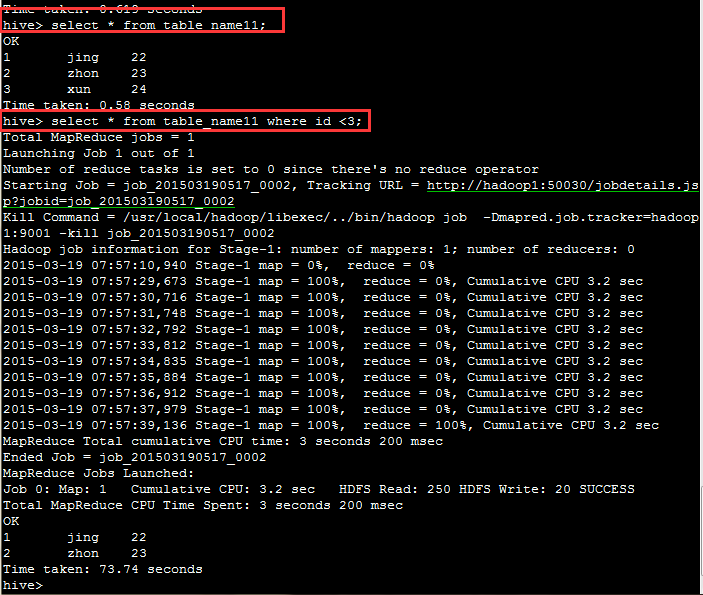 Time taken: 0.619 seconds
hive> select * from table_name11;
OK
1 jing 22
2 zhon 23
3 xun 24
Time taken: 0.58 seconds
hive> select * from table_name11 where id <3;
Total MapReduce jobs = 1
Launching Job 1 out of 1
Number of reduce tasks is set to 0 since there's no reduce operator
Starting Job = job_201503190517_0002, Tracking URL = http://hadoop1:50030/jobdetails.js
p?jobid=job_201503190517_0002
Kill Command = /usr/local/hadoop/libexec/../bin/hadoop job  -Dmapred.job.tracker=hadoop
1:9001 -kill job_201503190517_0002
Hadoop job information for Stage-1: number of mappers: 1; number of reducers: 0
2015-03-19 07:57:10,940 Stage-1 map = 0%,  reduce = 0%
2015-03-19 07:57:29,673 Stage-1 map = 100%,  reduce = 0%, Cumulative CPU 3.2 sec
2015-03-19 07:57:30,716 Stage-1 map = 100%,  reduce = 0%, Cumulative CPU 3.2 sec
2015-03-19 07:57:31,748 Stage-1 map = 100%,  reduce = 0%, Cumulative CPU 3.2 sec
2015-03-19 07:57:32,792 Stage-1 map = 100%,  reduce = 0%, Cumulative CPU 3.2 sec
2015-03-19 07:57:33,812 Stage-1 map = 100%,  reduce = 0%, Cumulative CPU 3.2 sec
2015-03-19 07:57:34,835 Stage-1 map = 100%,  reduce = 0%, Cumulative CPU 3.2 sec
2015-03-19 07:57:35,884 Stage-1 map = 100%,  reduce = 0%, Cumulative CPU 3.2 sec
2015-03-19 07:57:36,912 Stage-1 map = 100%,  reduce = 0%, Cumulative CPU 3.2 sec
2015-03-19 07:57:37,979 Stage-1 map = 100%,  reduce = 0%, Cumulative CPU 3.2 sec
2015-03-19 07:57:39,136 Stage-1 map = 100%,  reduce = 100%, Cumulative CPU 3.2 sec
MapReduce Total cumulative CPU time: 3 seconds 200 msec
Ended Job = job_201503190517_0002
MapReduce Jobs Launched:
Job 0: Map: 1   Cumulative CPU: 3.2 sec   HDFS Read: 250 HDFS Write: 20 SUCCESS
Total MapReduce CPU Time Spent: 3 seconds 200 msec
OK
1 jing 22
2 zhon 23
Time taken: 73.74 seconds
hive>